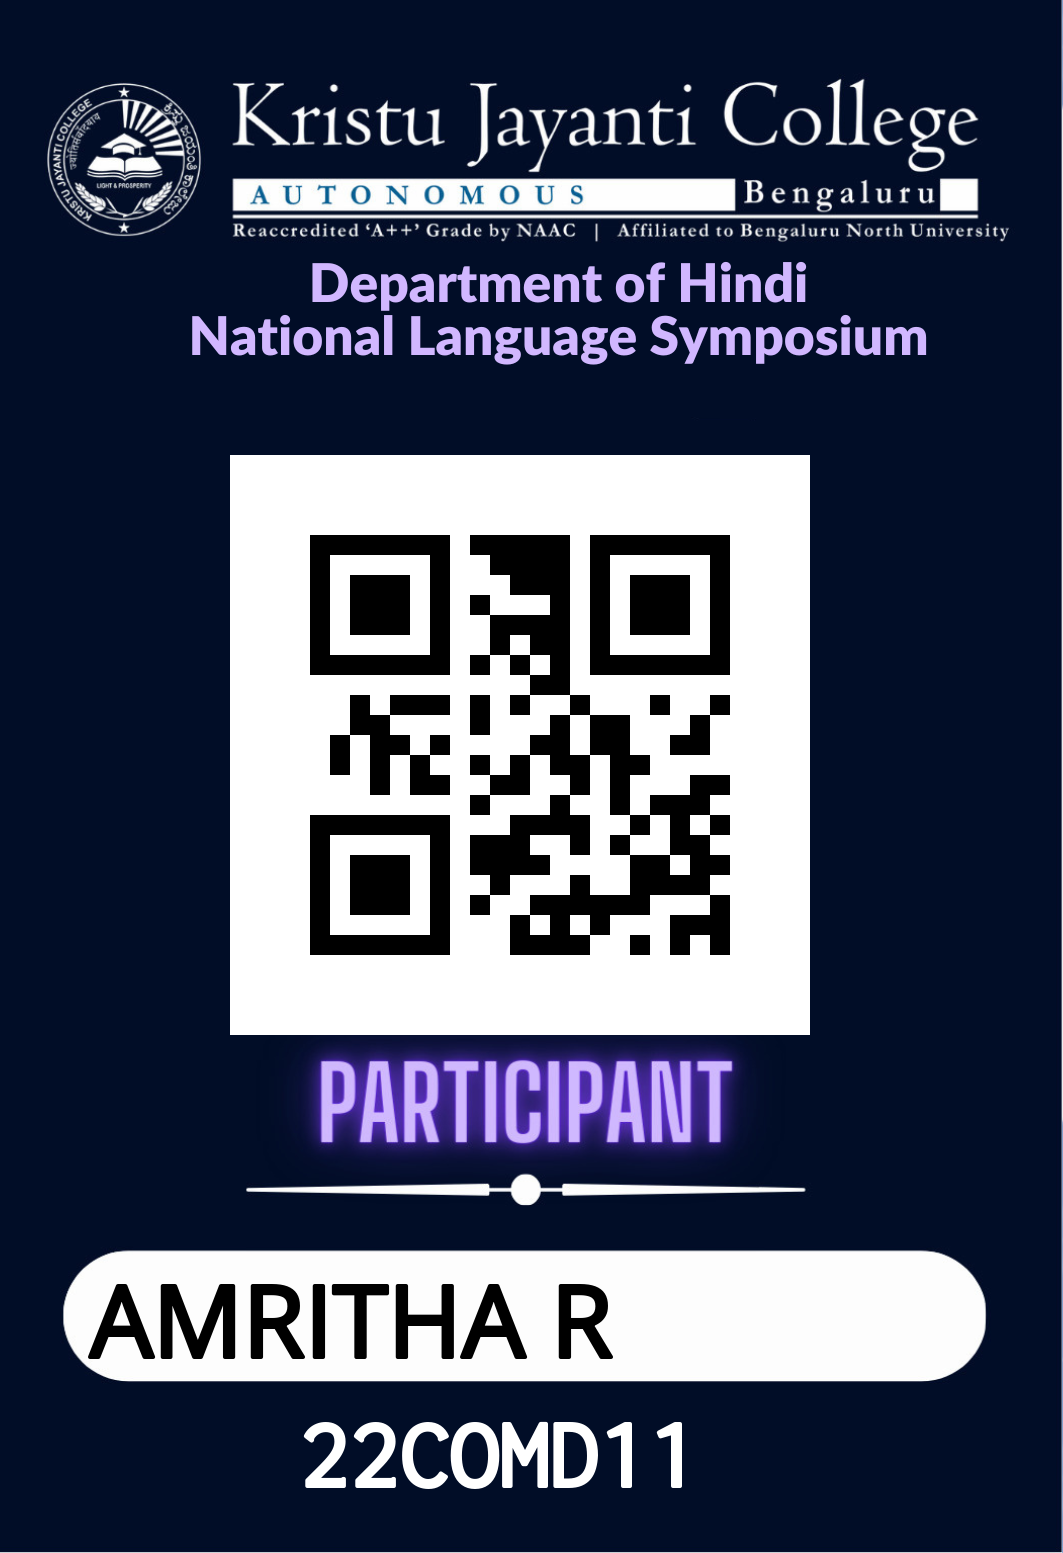 KRISTU JAYANTI COLLEGE
LIGHT & PROSPERITY
Kristu Jayanti College
AUTONOMOUS Bengaluru
Reaccredited ‘A++’ Grade by NAAC | Affiliated to Bengaluru North University
Department of Hindi
National Language Symposium
PARTICIPANT
AMRITHA R
22COMD11